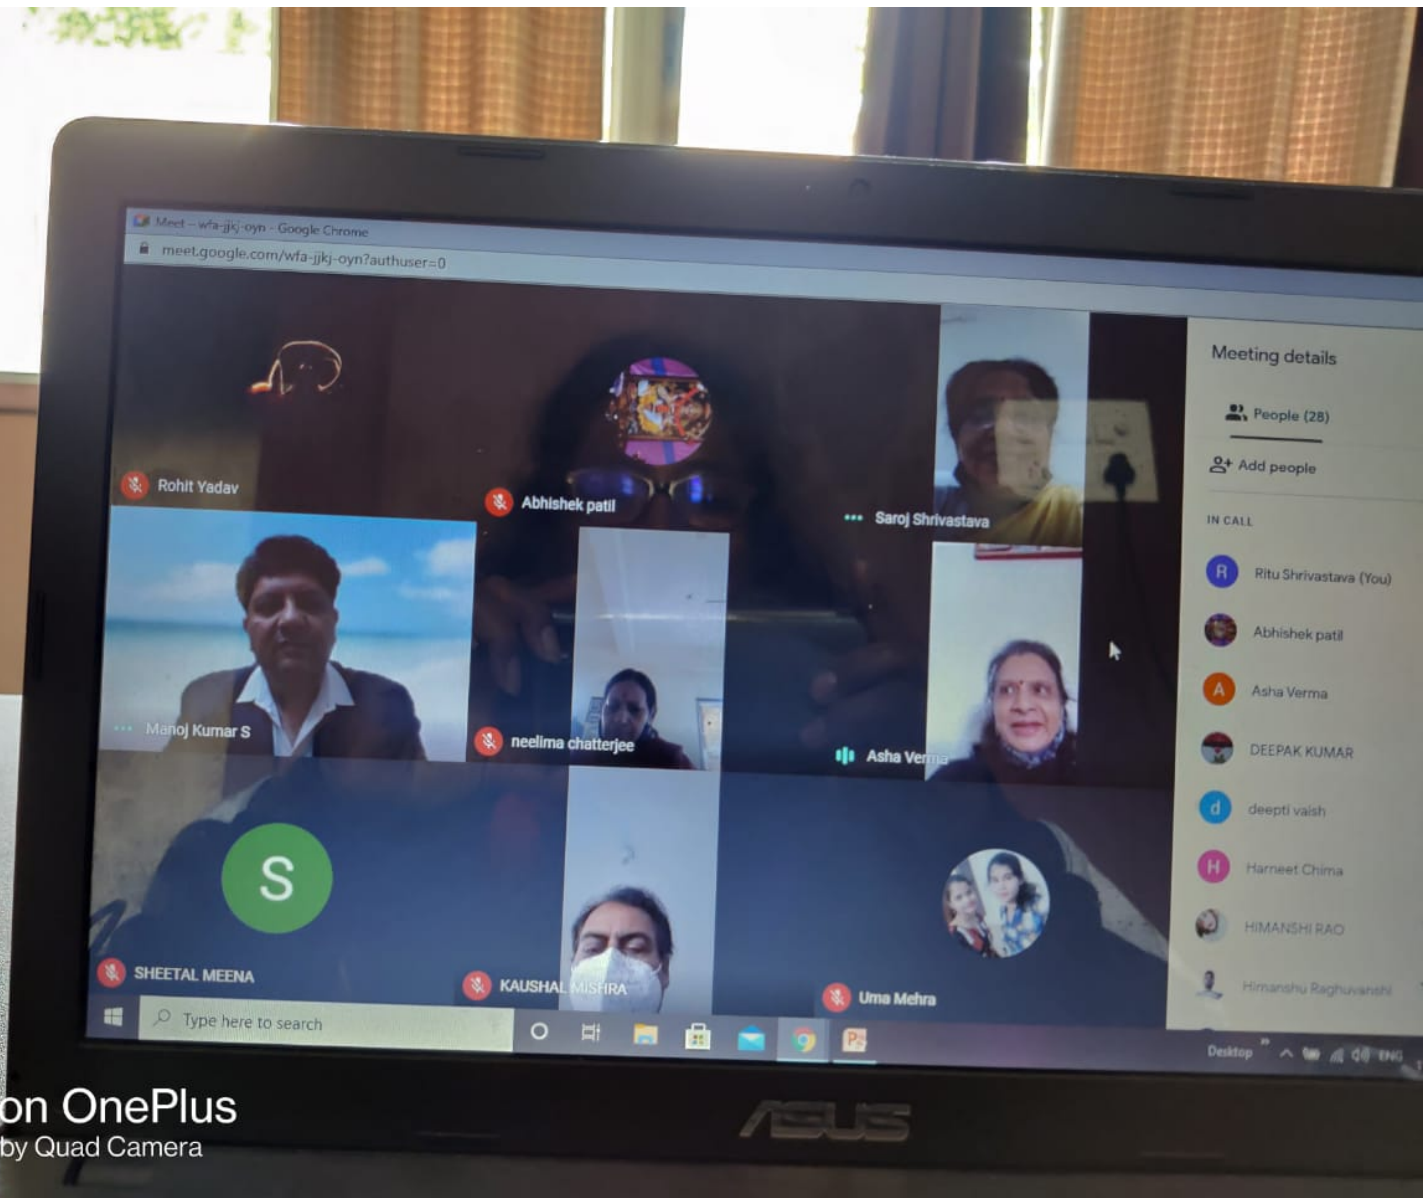 Meet – wfa-jjkj-oyn - Google Chrome
meet.google.com/wfa-jjkj-oyn?authuser=0
Rohit Yadav
Abhishek patil
Saroj Shrivastava
Manoj Kumar S
neelima chatterjee
Asha Verma
S
SHEETAL MEENA
KAUSHAL MISHRA
Uma Mehra
Meeting details
People (28)
Add people
IN CALL
R Ritu Shrivastava (You)
Abhishek patil
A Asha Verma
DEEPAK KUMAR
d deepti vaish
H Harneet Chima
HIMANSHI RAO
Himanshu Raghuvanshi
Type here to search
Desktop
ENG
ASUS
on OnePlus
by Quad Camera